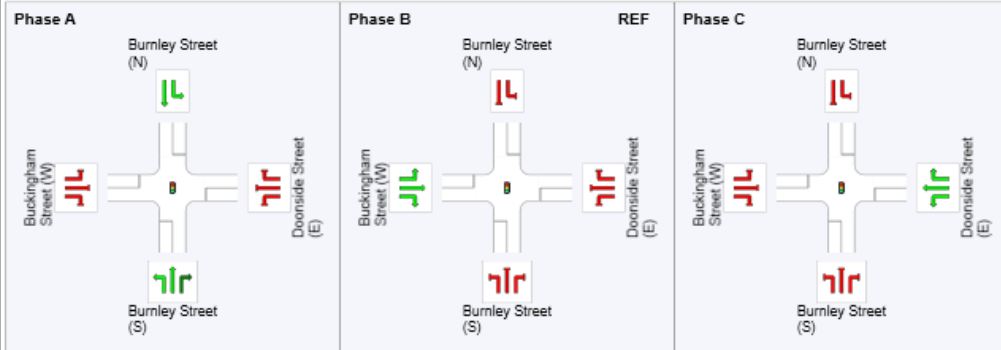 Phase A
Burnley Street
(N)
Buckingham
Street (W)
Doonside Street
(E)
Burnley Street
(S)
Phase B
REF
Burnley Street
(N)
Buckingham
Street (W)
Doonside Street
(E)
Burnley Street
(S)
Phase C
Burnley Street
(N)
Buckingham
Street (W)
Doonside Street
(E)
Burnley Street
(S)